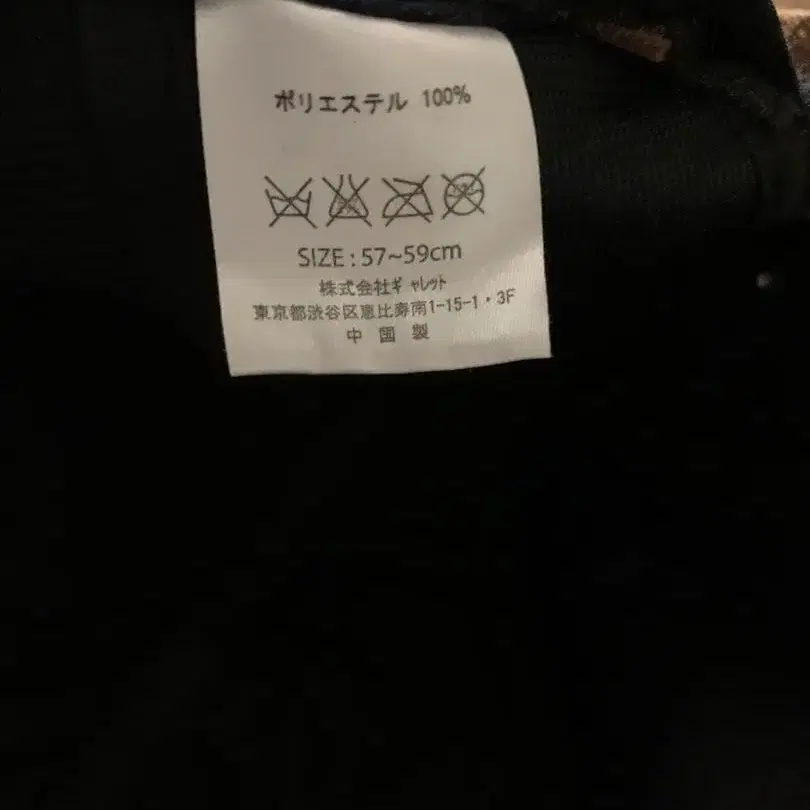 ポリエステル 100%
SIZE : 57~59cm
株式会社ギャレット
東京都渋谷区恵比寿南1-15-1・3F
中国製